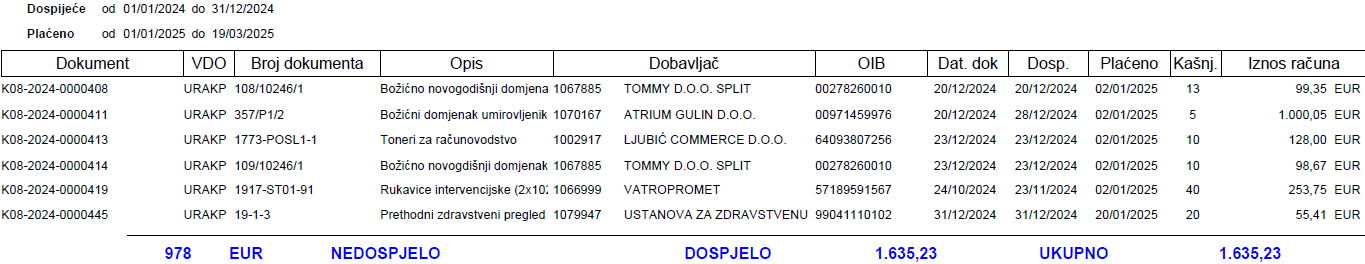 Dospijeće od 01/01/2024 do 31/12/2024
Plaćeno od 01/01/2025 do 19/03/2025
Dokument VDO Broj dokumenta Opis Dobavljač OIB Dat. dok Dosp. Plaćeno Kašnj. Iznos računa
K08-2024-0000408 URAKP 108/10246/1 Božićno novogodišnji domjena 1067885 TOMMY D.O.O. SPLIT 00278260010 20/12/2024 20/12/2024 02/01/2025 13 99,35 EUR
K08-2024-0000411 URAKP 357/P1/2 Božićni domjenak umirovljenik 1070167 ATRIUM GULIN D.O.O. 00971459976 20/12/2024 28/12/2024 02/01/2025 5 1.000,05 EUR
K08-2024-0000413 URAKP 1773-POSL1-1 Toneri za računovodstvo 1002917 LJUBIĆ COMMERCE D.O.O. 64093807256 23/12/2024 23/12/2024 02/01/2025 10 128,00 EUR
K08-2024-0000414 URAKP 109/10246/1 Božićno novogdišnji domjenak 1067885 TOMMY D.O.O. SPLIT 00278260010 23/12/2024 23/12/2024 02/01/2025 10 98,67 EUR
K08-2024-0000419 URAKP 1917-ST01-91 Rukavice intervencijske (2x102 1066999 VATROPROMET 57189591567 24/10/2024 23/11/2024 02/01/2025 40 253,75 EUR
K08-2024-0000445 URAKP 19-1-3 Prethodni zdravstveni pregled 1079947 USTANOVA ZA ZDRAVSTVENU 99041110102 31/12/2024 31/12/2024 20/01/2025 20 55,41 EUR
978 EUR NEDOSPJELO DOSPJELO 1.635,23 UKUPNO 1.635,23